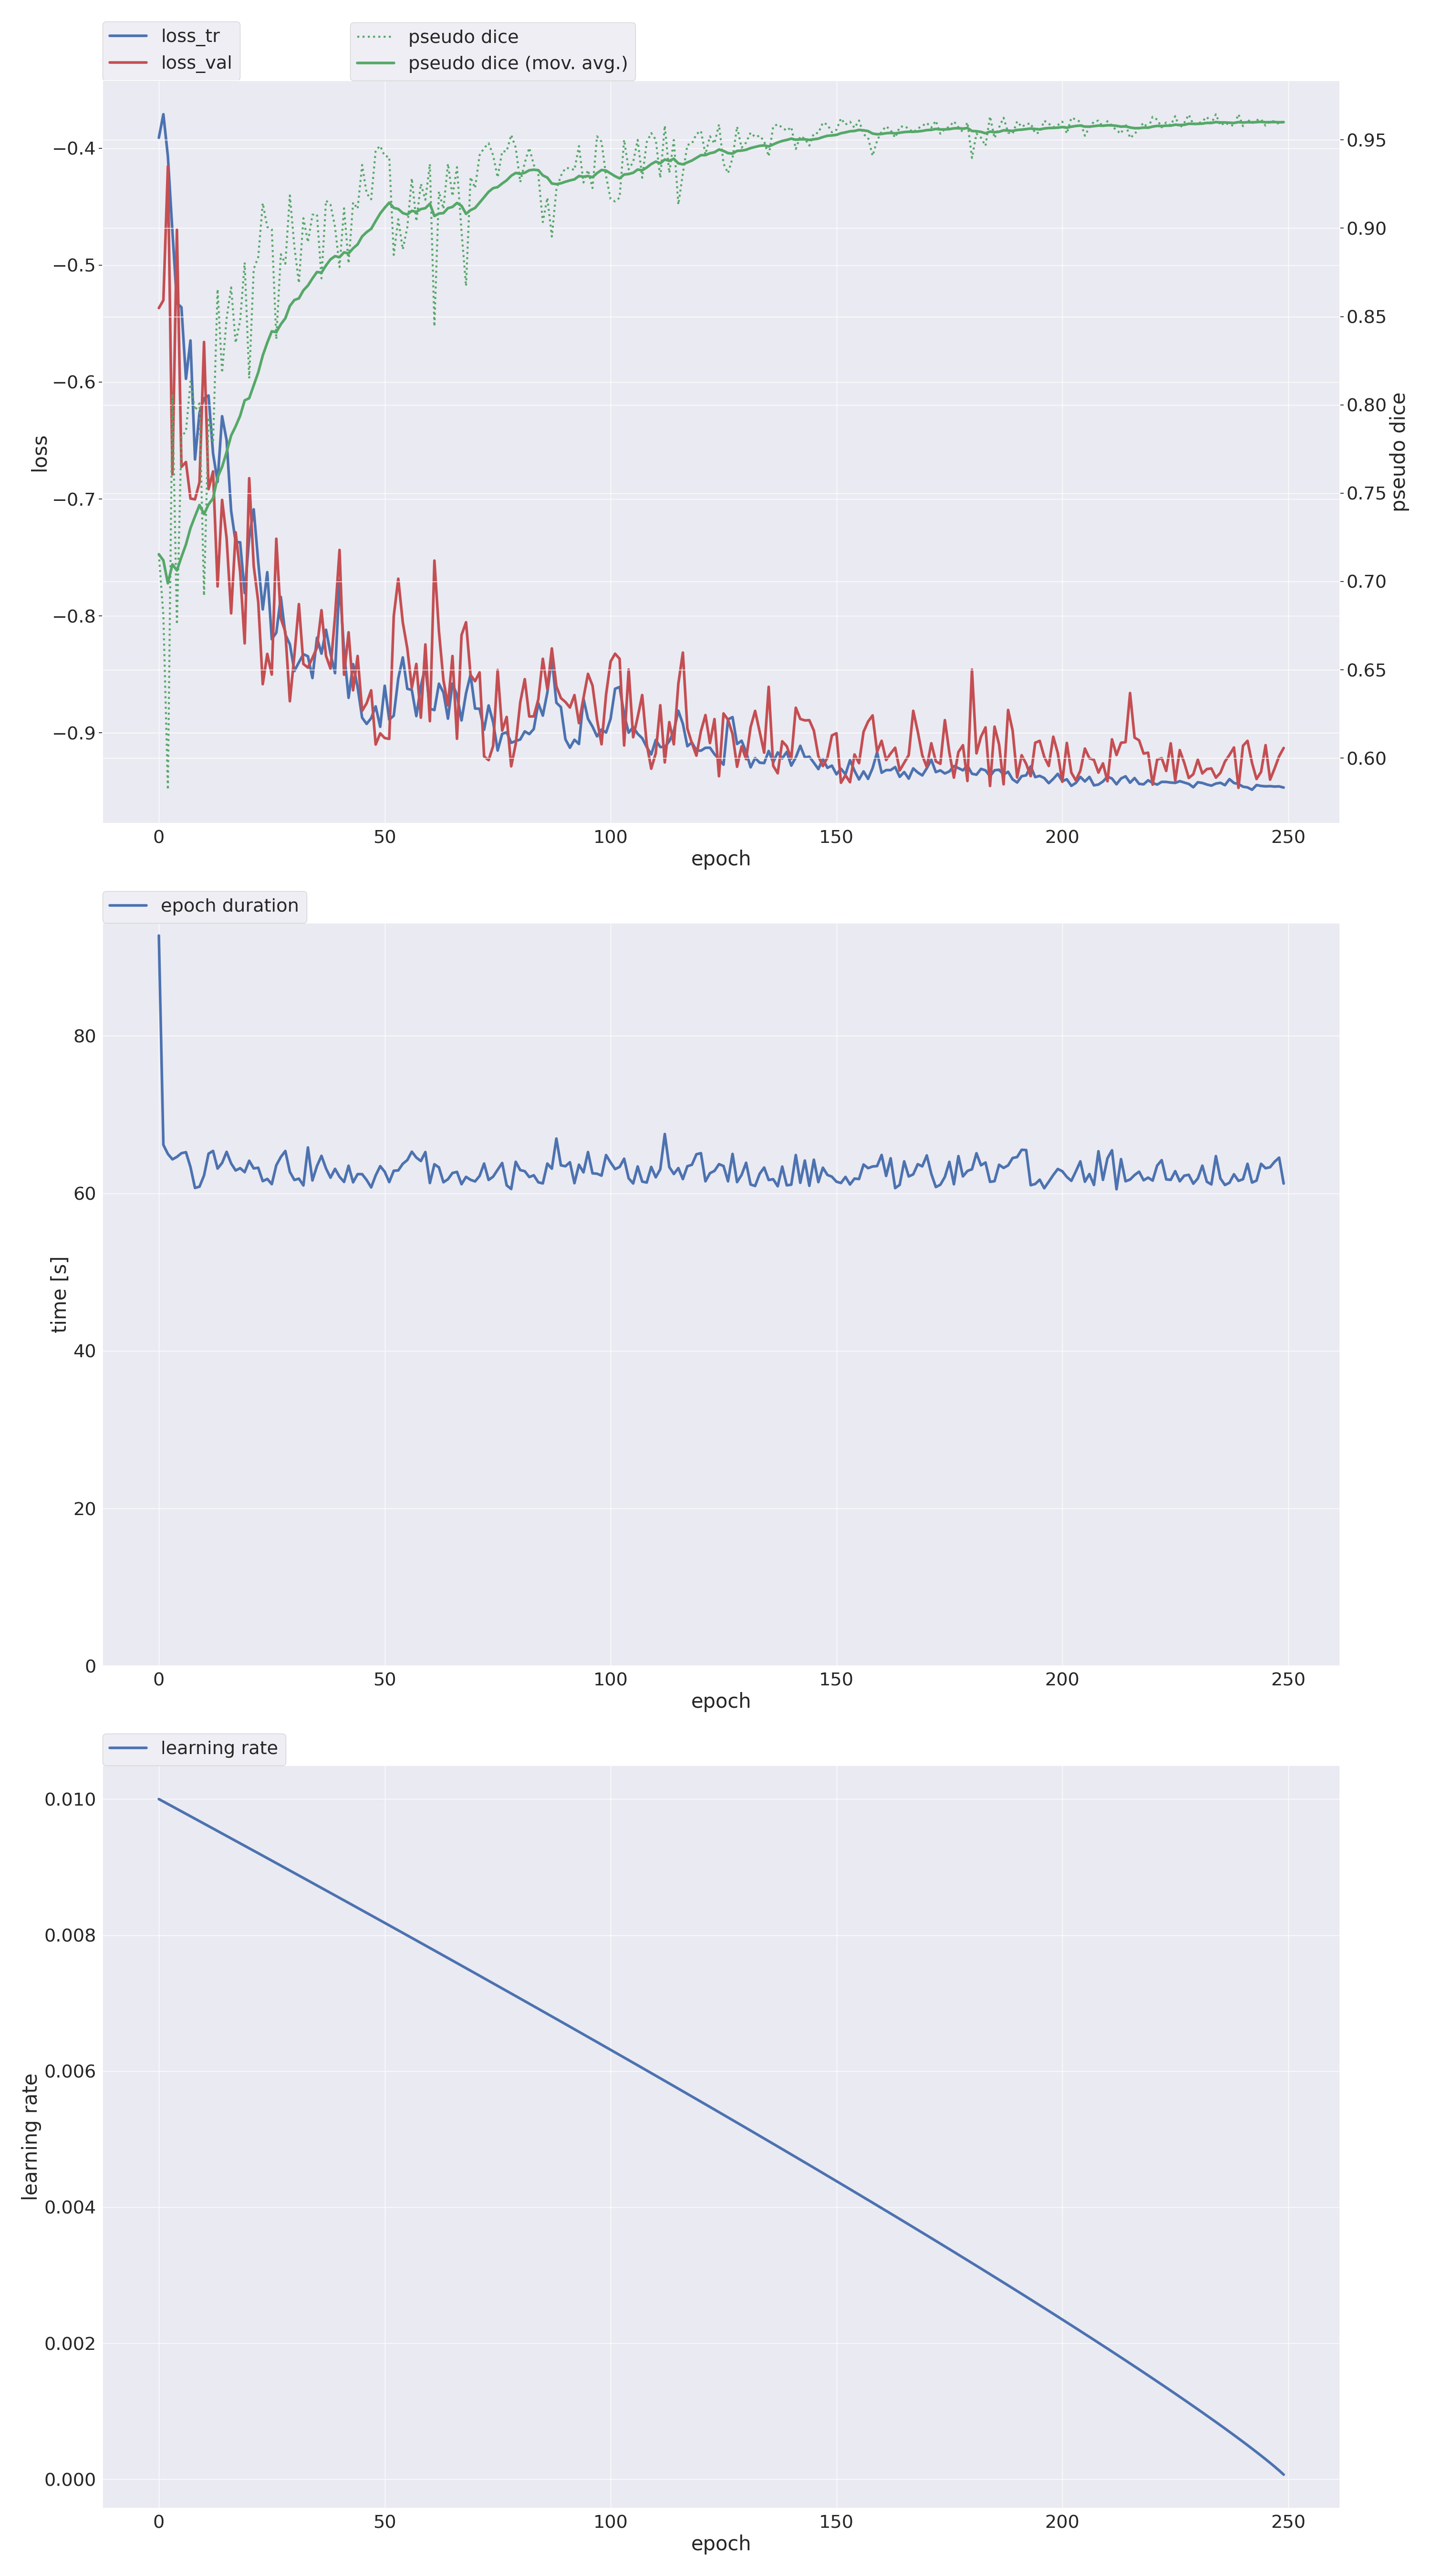 loss_tr
loss_val
pseudo dice
pseudo dice (mov. avg.)
−0.4
−0.5
−0.6
−0.7
−0.8
−0.9
loss
0.95
0.90
0.85
0.80
0.75
0.70
0.65
0.60
pseudo dice
0 50 100 150 200 250
epoch
epoch duration
80
60
40
20
0
time [s]
0 50 100 150 200 250
epoch
learning rate
0.010
0.008
0.006
0.004
0.002
0.000
learning rate
0 50 100 150 200 250
epoch